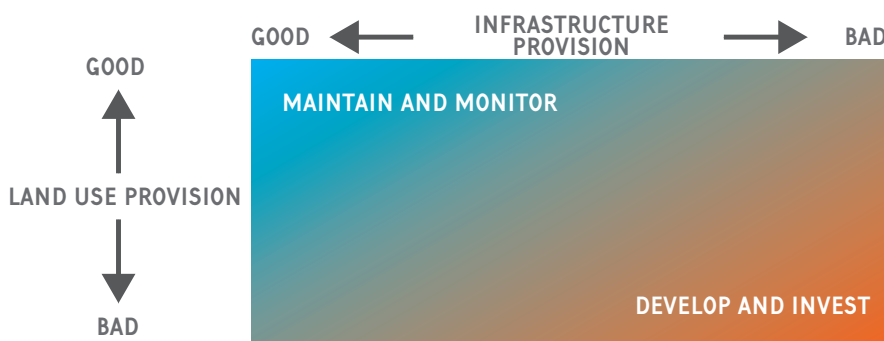 GOOD
INFRASTRUCTURE
PROVISION
BAD
GOOD
MAINTAIN AND MONITOR
LAND USE PROVISION
DEVELOP AND INVEST
BAD